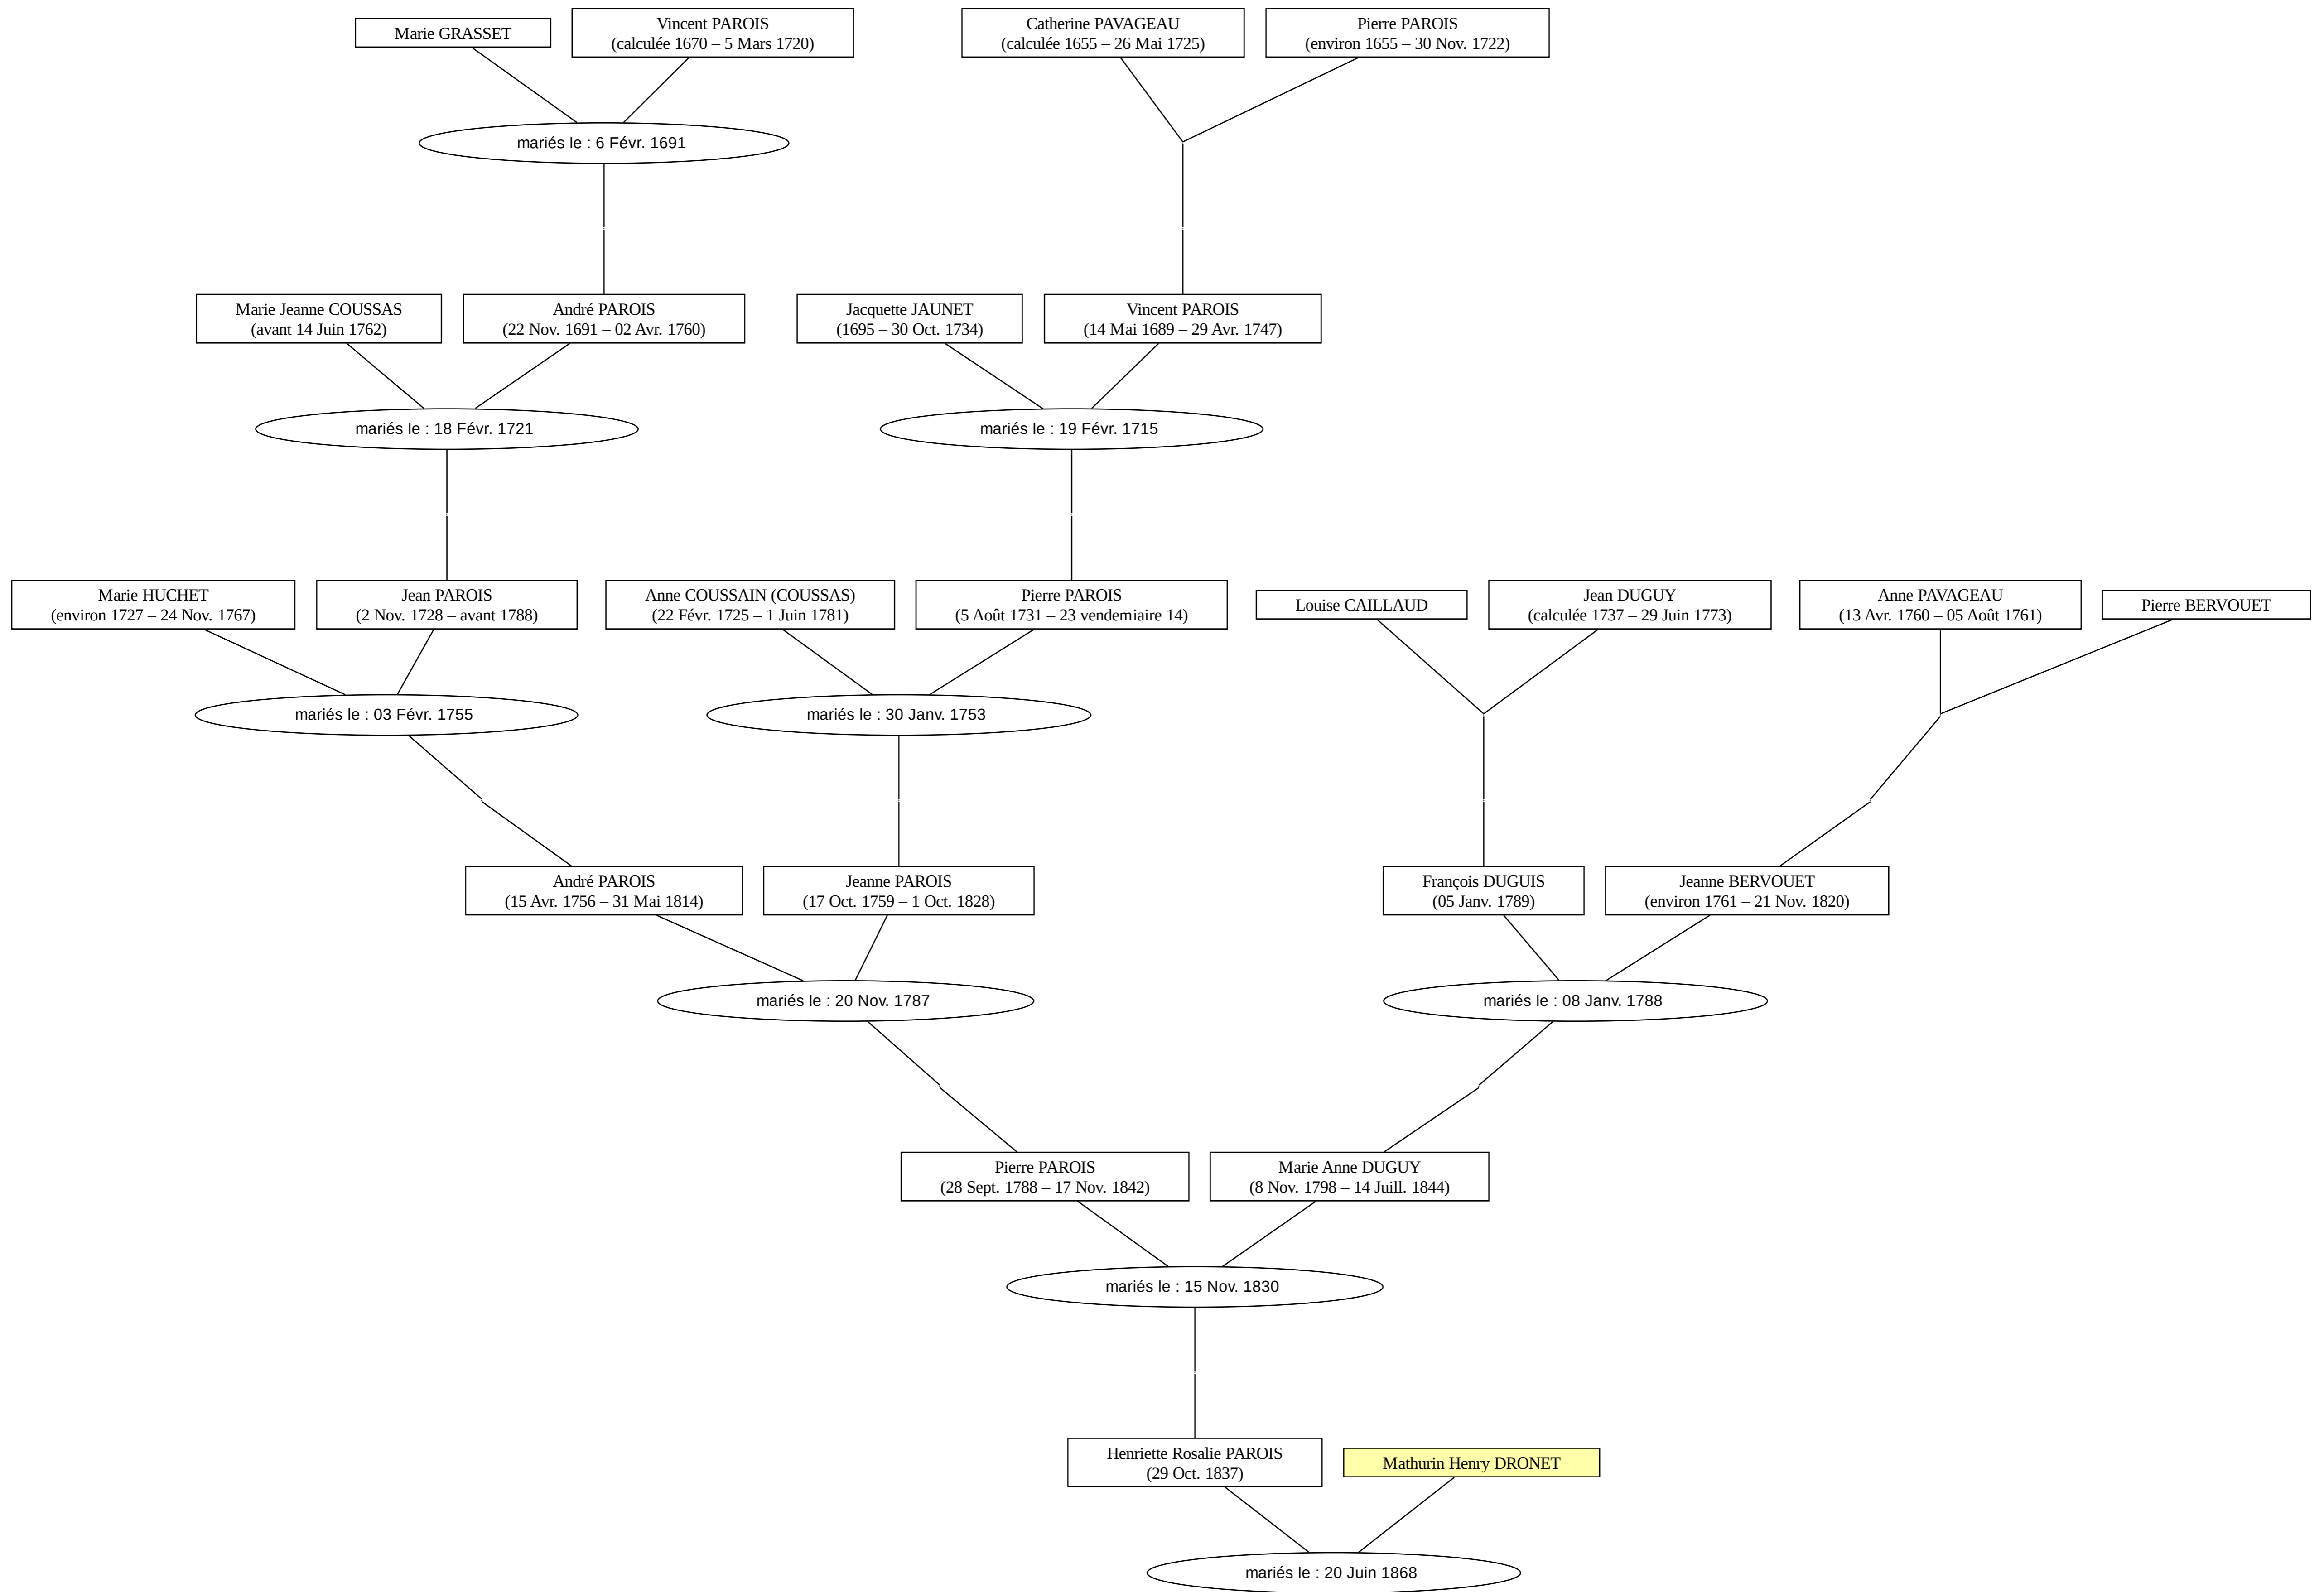 Marie GRASSET
Vincent PAROIS
(calculée 1670 – 5 Mars 1720)
Catherine PAVAGEAU
(calculée 1655 – 26 Mai 1725)
Pierre PAROIS
(environ 1655 – 30 Nov. 1722)
mariés le : 6 Févr. 1691
Marie Jeanne COUSSAS
(avant 14 Juin 1762)
André PAROIS
(22 Nov. 1691 – 02 Avr. 1760)
Jacquette JAUNET
(1695 – 30 Oct. 1734)
Vincent PAROIS
(14 Mai 1689 – 29 Avr. 1747)
mariés le : 18 Févr. 1721
mariés le : 19 Févr. 1715
Marie HUCHET
(environ 1727 – 24 Nov. 1767)
Jean PAROIS
(2 Nov. 1728 – avant 1788)
Anne COUSSAIN (COUSSAS)
(22 Févr. 1725 – 1 Juin 1781)
Pierre PAROIS
(5 Août 1731 – 23 vendemiaire 14)
Louise CAILLAUD
Jean DUGUY
(calculée 1737 – 29 Juin 1773)
Anne PAVAGEAU
(13 Avr. 1760 – 05 Août 1761)
Pierre BERVOUET
mariés le : 03 Févr. 1755
mariés le : 30 Janv. 1753
André PAROIS
(15 Avr. 1756 – 31 Mai 1814)
Jeanne PAROIS
(17 Oct. 1759 – 1 Oct. 1828)
François DUGUIS
(05 Janv. 1789)
Jeanne BERVOUET
(environ 1761 – 21 Nov. 1820)
mariés le : 20 Nov. 1787
mariés le : 08 Janv. 1788
Pierre PAROIS
(28 Sept. 1788 – 17 Nov. 1842)
Marie Anne DUGUY
(8 Nov. 1798 – 14 Juill. 1844)
mariés le : 15 Nov. 1830
Henriette Rosalie PAROIS
(29 Oct. 1837)
Mathurin Henry DRONET
mariés le : 20 Juin 1868